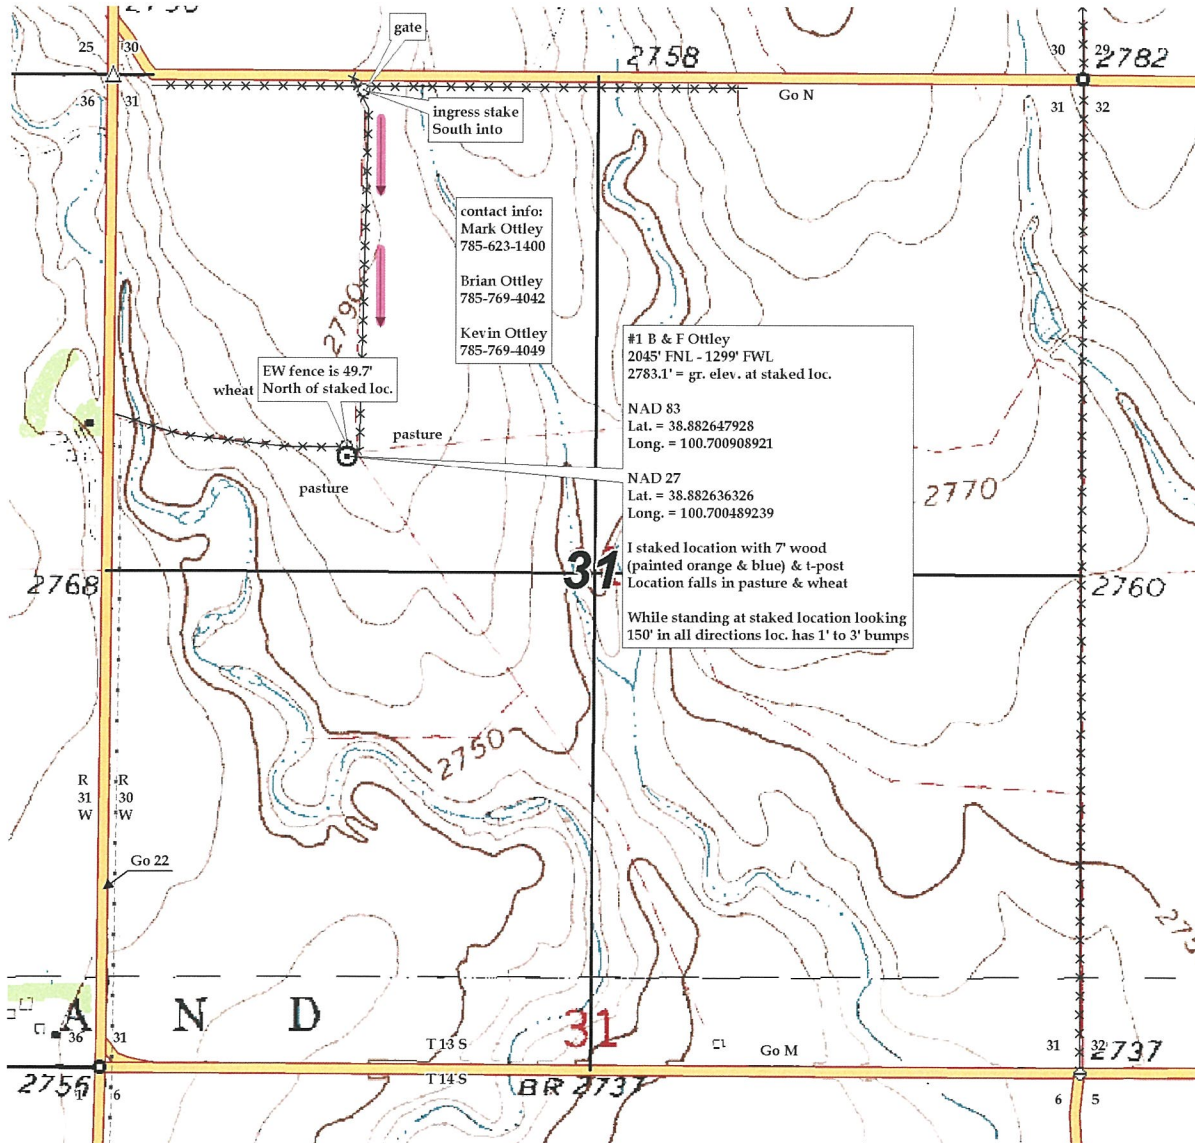 gate
25
30
2758
30
29
2782
36
31
Go N
31
32
ingress stake
South into
contact info:
Mark Ottley
785-623-1400
Brian Ottley
785-769-4042
Kevin Ottley
785-769-4049
2790
#1 B & F Ottley
2045' FNL - 1299' FWL
2783.1' = gr. elev. at staked loc.
NAD 83
Lat. = 38.882647928
Long. = 100.700908921
NAD 27
Lat. = 38.882636326
Long. = 100.700489239
I staked location with 7' wood
(painted orange & blue) & t-post
Location falls in pasture & wheat
While standing at staked location looking
150' in all directions loc. has 1' to 3' bumps
EW fence is 49.7'
North of staked loc.
wheat
pasture
pasture
2770
2768
31
2760
2750
R
31
W
R
30
W
Go 22
A N D
36
31
31
T 13 S
Go M
31
32
2737
2756
T 14 S
BR 2737
1
6
6
5